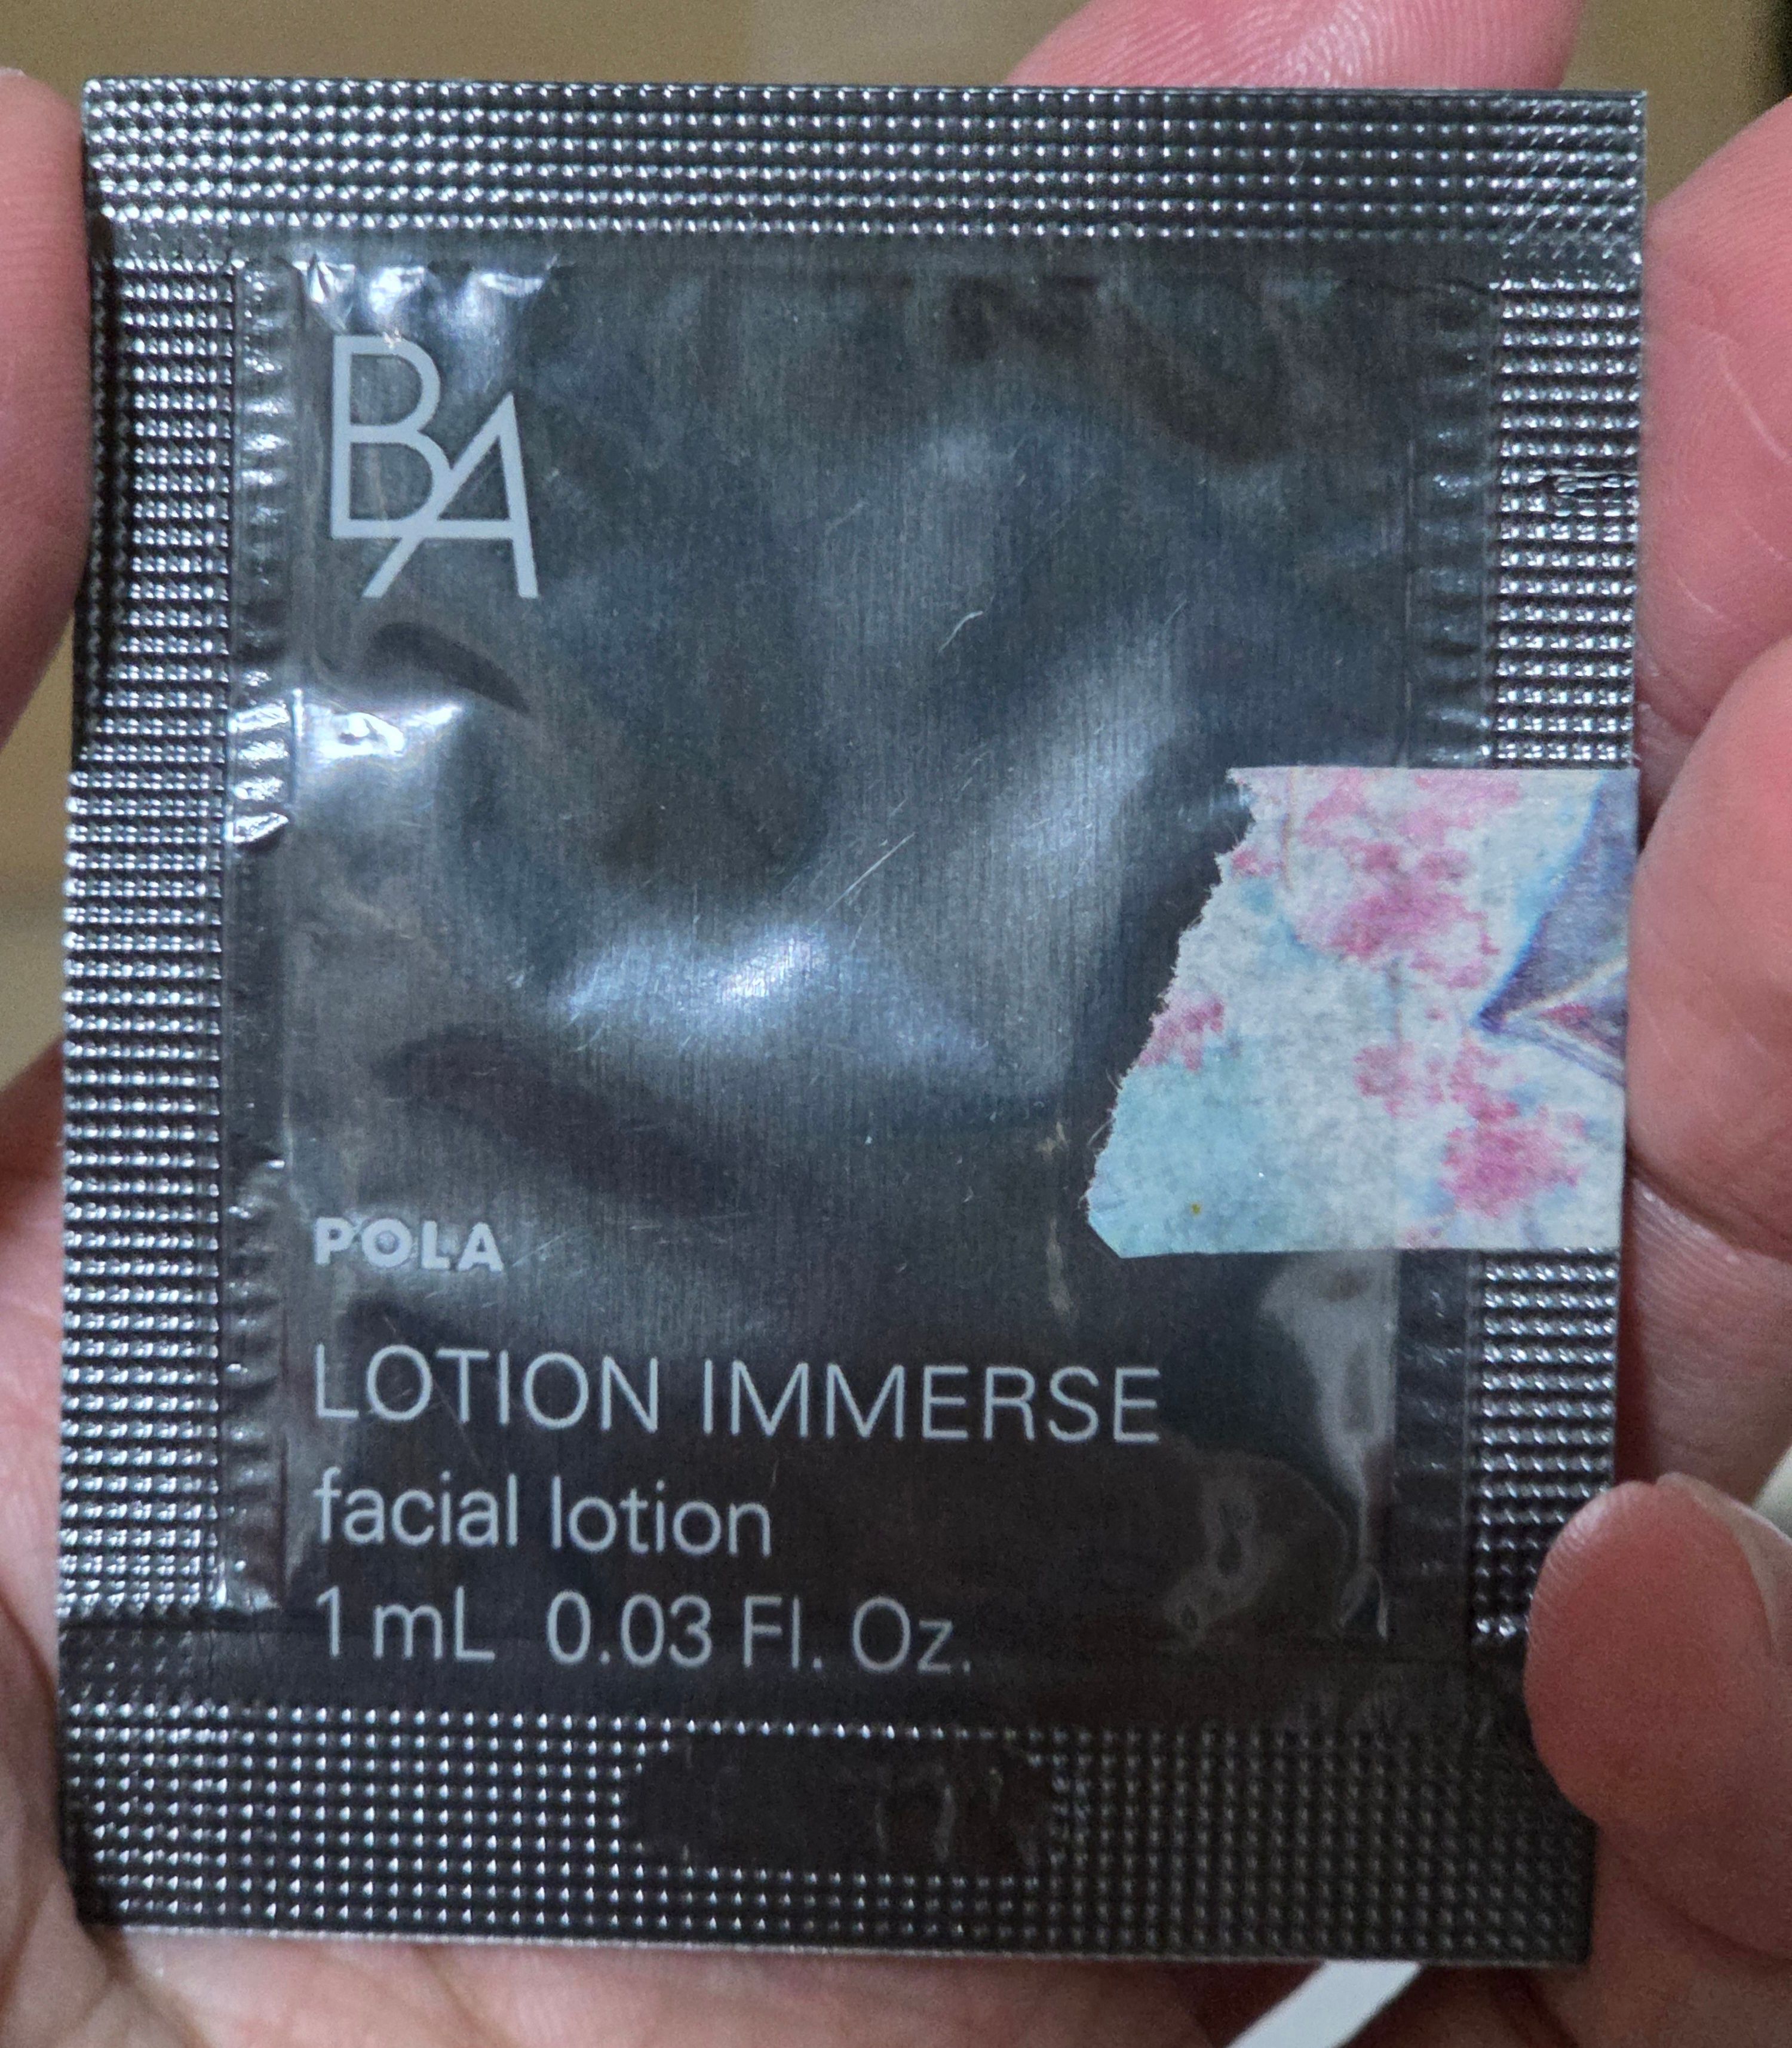 BA
POLA
LOTION IMMERSE
facial lotion
1 mL 0.03 Fl. Oz.